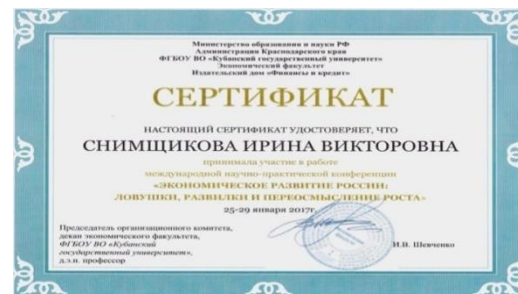 Министерство образования и науки РФ
Администрация Краснодарского края
ФГБОУ ВО «Кубанский государственный университет»
Экономический факультет
Издательский дом «Финансы и кредит»
СЕРТИФИКАТ
НАСТОЯЩИЙ СЕРТИФИКАТ УДОСТОВЕРЯЕТ, ЧТО
СНИМЩИКОВА ИРИНА ВИКТОРОВНА
принимала участие в работе
международной научно-практической конференции
«ЭКОНОМИЧЕСКОЕ РАЗВИТИЕ РОССИИ:
ЛОВУШКИ, РАЗВИЛКИ И ПЕРЕОСМЫСЛЕНИЕ РОСТА»
25-29 января 2017г.
Председатель организационного комитета,
декан экономического факультета,
ФГБОУ ВО «Кубанский
государственный университет»,
д.э.н. профессор
И.В. Шевченко